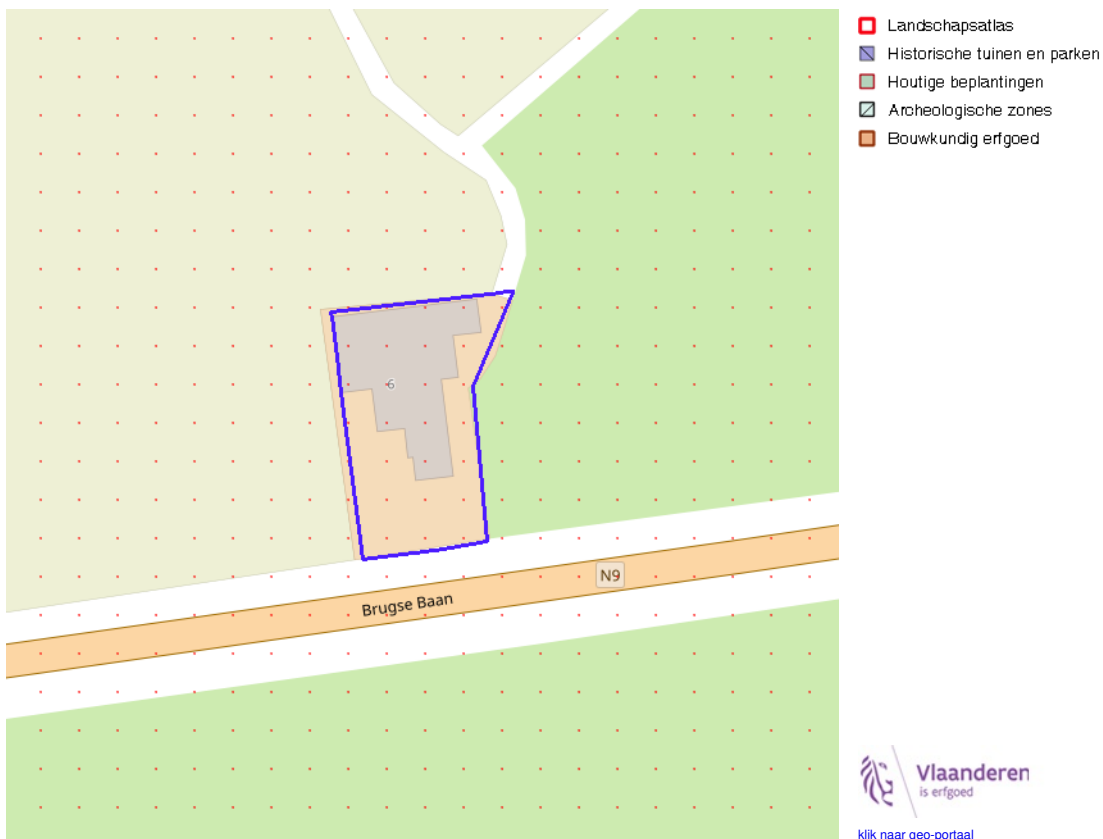 Landschapsatlas
Historische tuinen en parken
Houtige beplantingen
Archeologische zones
Bouwkundig erfgoed
6
N9
Brugse Baan
Vlaanderen
is erfgoed
klik naar geo-portaal